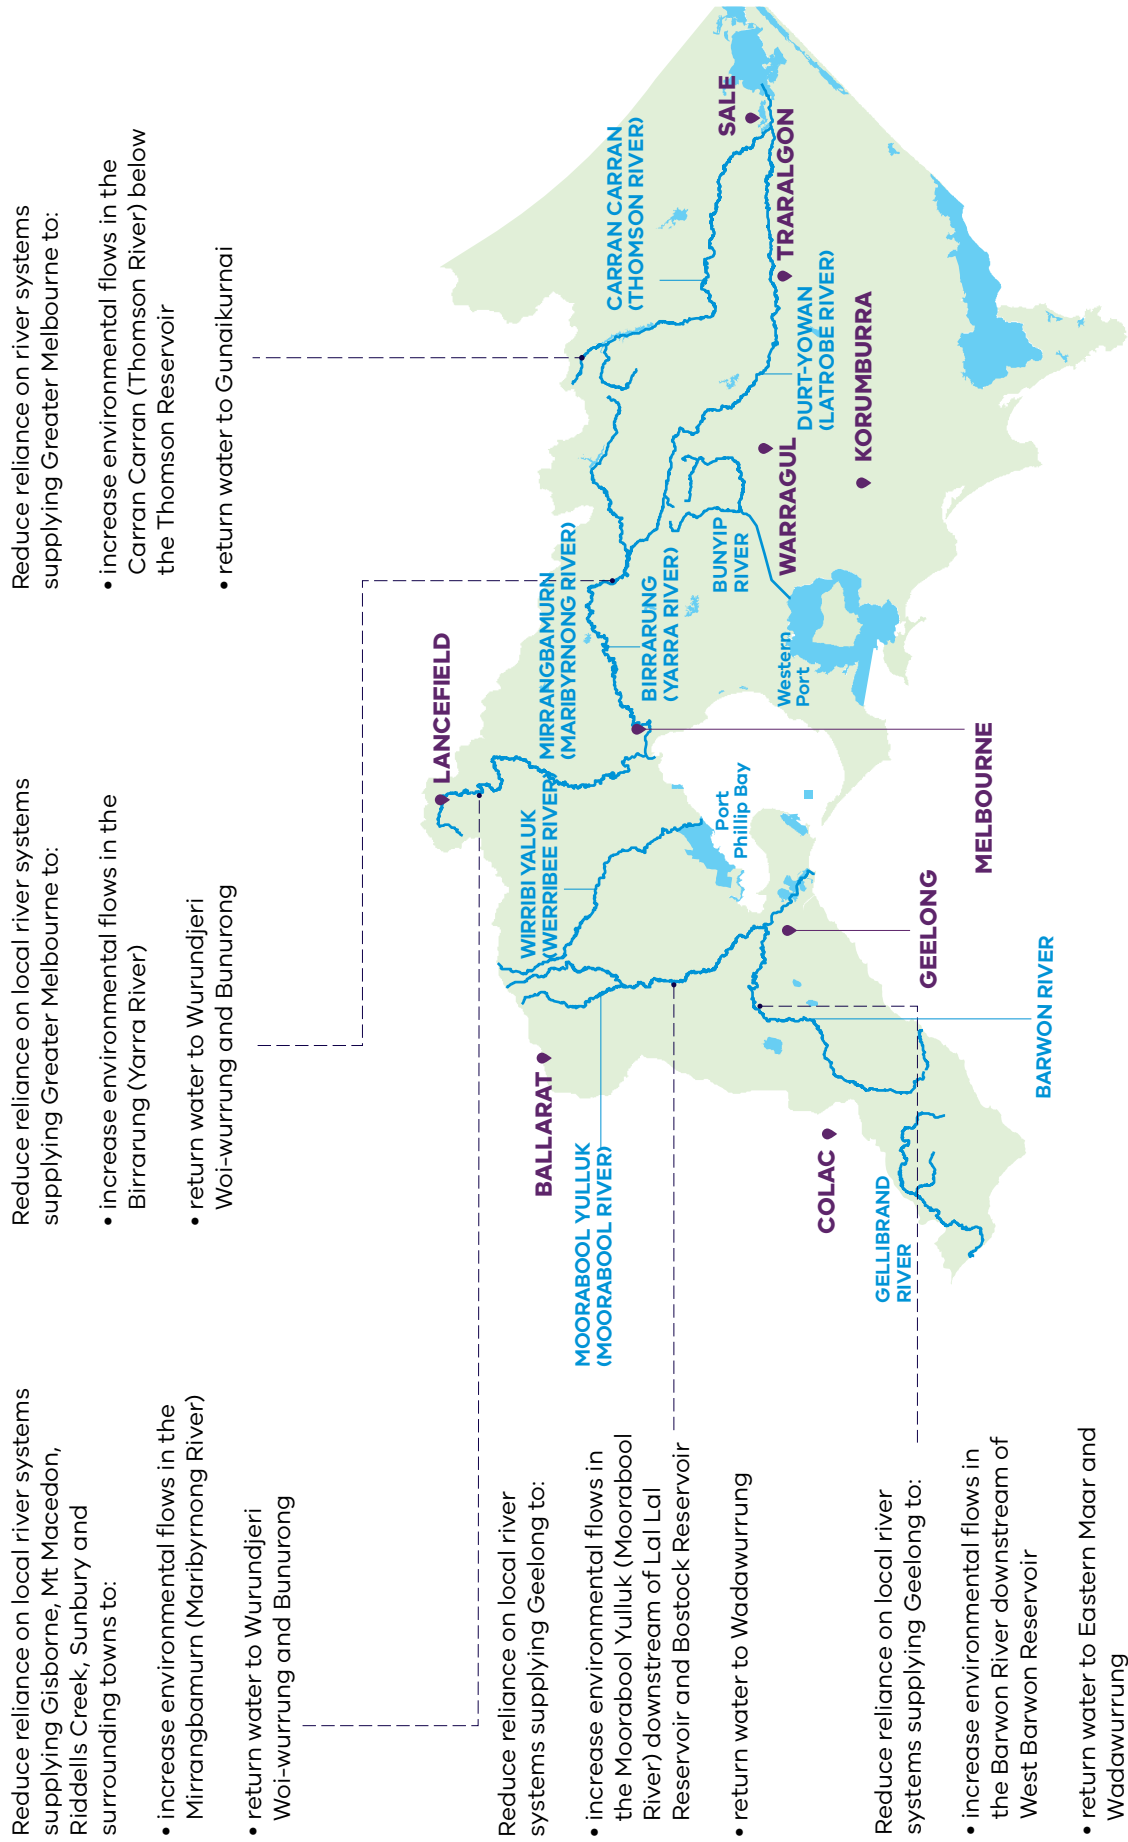 Reduce reliance on local river systems
supplying Gisborne, Mt Macedon,
Riddells Creek, Sunbury and
surrounding towns to:
• increase environmental flows in the
Mirrangbamurn (Maribyrnong River)
• return water to Wurundjeri
Woi-wurrung and Bunurong
Reduce reliance on local river systems
supplying Greater Melbourne to:
• increase environmental flows in the
Birrarung (Yarra River)
• return water to Wurundjeri
Woi-wurrung and Bunurong
Reduce reliance on river systems
supplying Greater Melbourne to:
• increase environmental flows in the
Carran Carran (Thomson River) below
the Thomson Reservoir
• return water to Gunaikurnai
Reduce reliance on local river
systems supplying Geelong to:
• increase environmental flows in
the Moorabool Yulluk (Moorabool
River) downstream of Lal Lal
Reservoir and Bostock Reservoir
• return water to Wadawurrung
Reduce reliance on local river
systems supplying Geelong to:
• increase environmental flows in
the Barwon River downstream of
West Barwon Reservoir
• return water to Eastern Maar and
Wadawurrung
LANCEFIELD
BALLARAT
MOORABOOL YULLUK
(MOORABOOL RIVER)
WIRRIBI YALUK
(WERRIBEE RIVER)
MIRRANGBAMURN
(MARIBYRNONG RIVER)
BIRRARUNG
(YARRA RIVER)
BUNYIP
RIVER
CARRAN CARRAN
(THOMSON RIVER)
SALE
TRARALGON
DURT-YOWAN
(LATROBE RIVER)
WARRAGUL
KORUMBURRA
Western
Port
Port
Phillip Bay
MELBOURNE
GEELONG
BARWON RIVER
COLAC
GELLIBRAND
RIVER